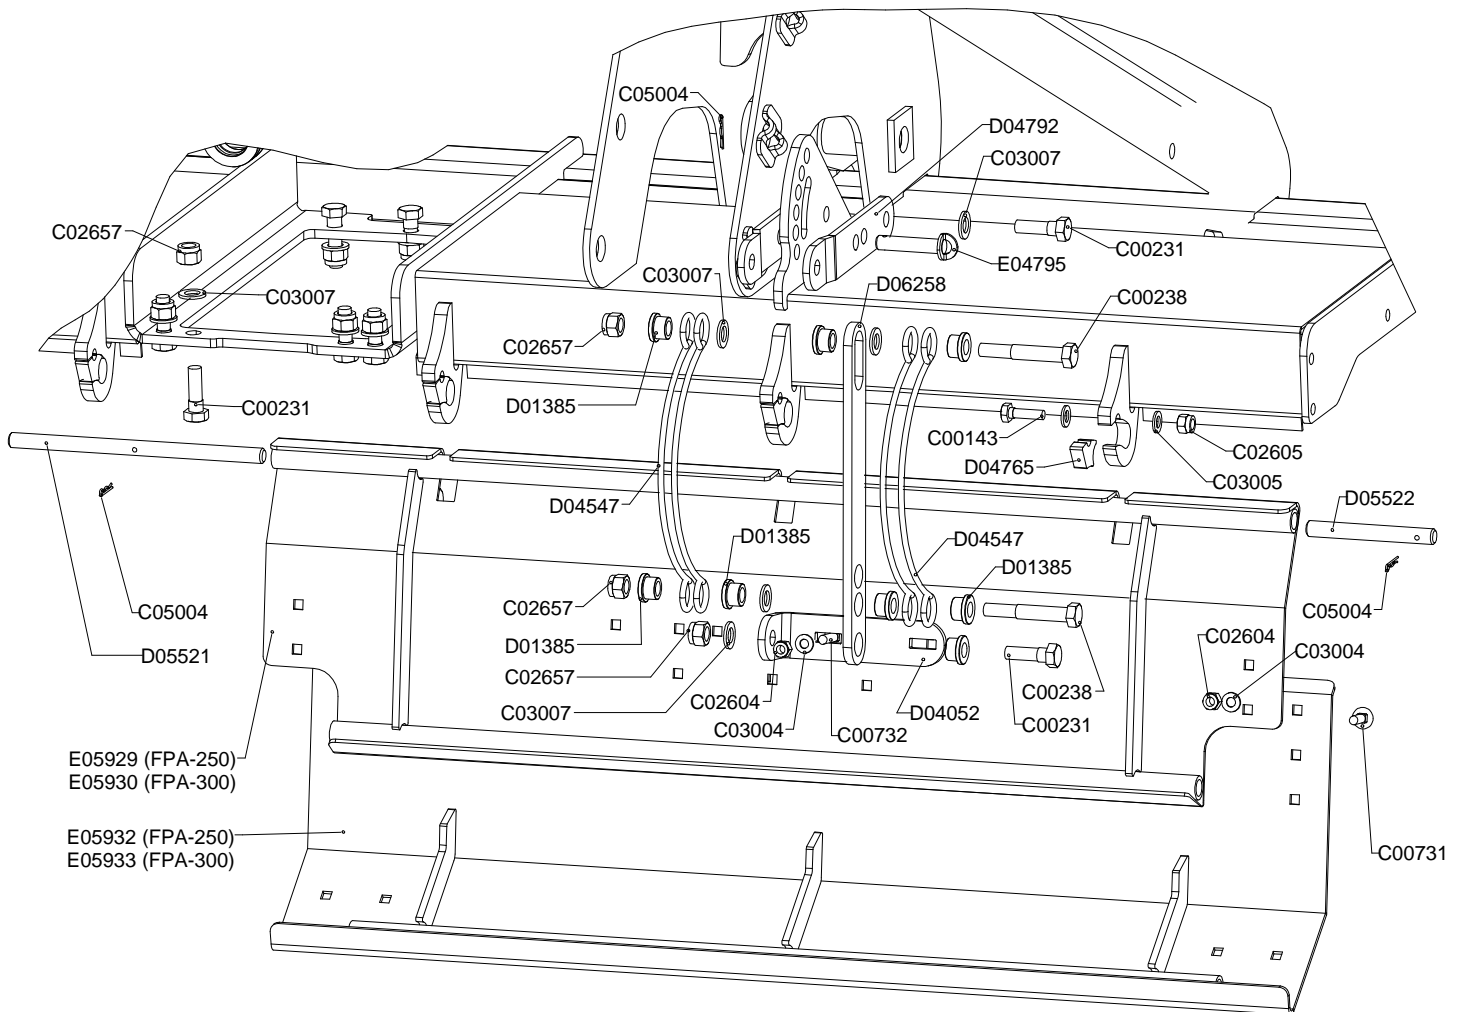 C05004
D04792
C03007
C02657
C00231
E04795
C03007
C03007
D06258
C00238
C02657
D01385
C00231
C00143
C02605
D04765
C03005
D05522
D04547
D01385
D04547
D01385
C05004
C02657
C05004
C02604
D01385
C03004
D05521
C02657
C02604
C00238
C03007
D04052
C03004
C00732
C00231
E05929 (FPA-250)
E05930 (FPA-300)
E05932 (FPA-250)
E05933 (FPA-300)
C00731